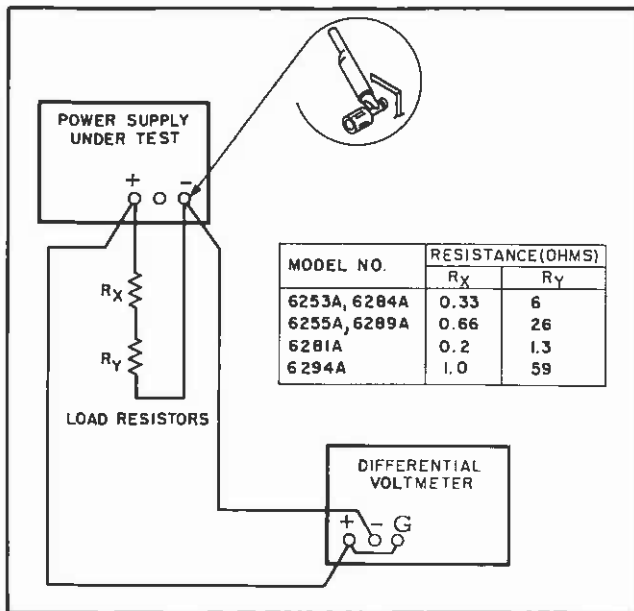 POWER SUPPLY
UNDER TEST
+ -
RX
RY
LOAD RESISTORS
MODEL NO.
RESISTANCE(OHMS)
RX RY
6253A, 6284A 0.33 6
6255A, 6289A 0.66 26
6281A 0.2 1.3
6294A 1.0 59
DIFFERENTIAL
VOLTMETER
+ - G